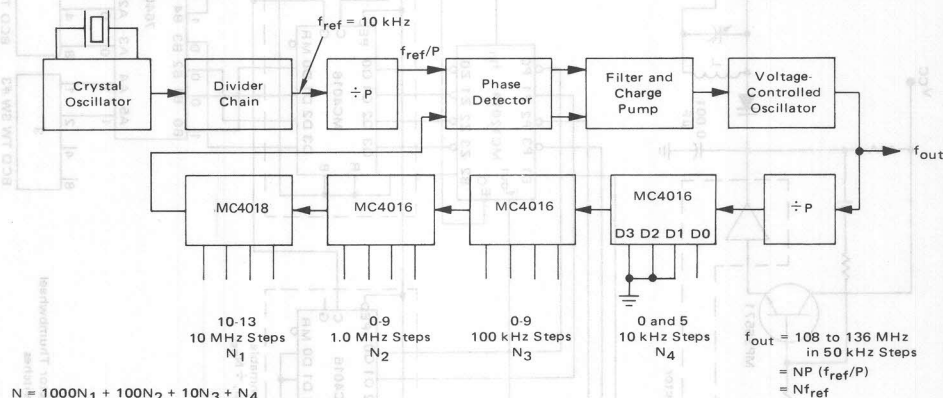 f_ref = 10 kHz
f_ref/P
Crystal
Oscillator
Divider
Chain
÷P
Phase
Detector
Filter and
Charge
Pump
Voltage-
Controlled
Oscillator
f_out
MC4018
MC4016
MC4016
MC4016
D3 D2 D1 D0
÷P
10-13
10 MHz Steps
N1
0-9
1.0 MHz Steps
N2
0-9
100 kHz Steps
N3
0 and 5
10 kHz Steps
N4
f_out = 108 to 136 MHz
in 50 kHz Steps
= NP (f_ref/P)
= Nf_ref
N = 1000N1 + 100N2 + 10N3 + N4